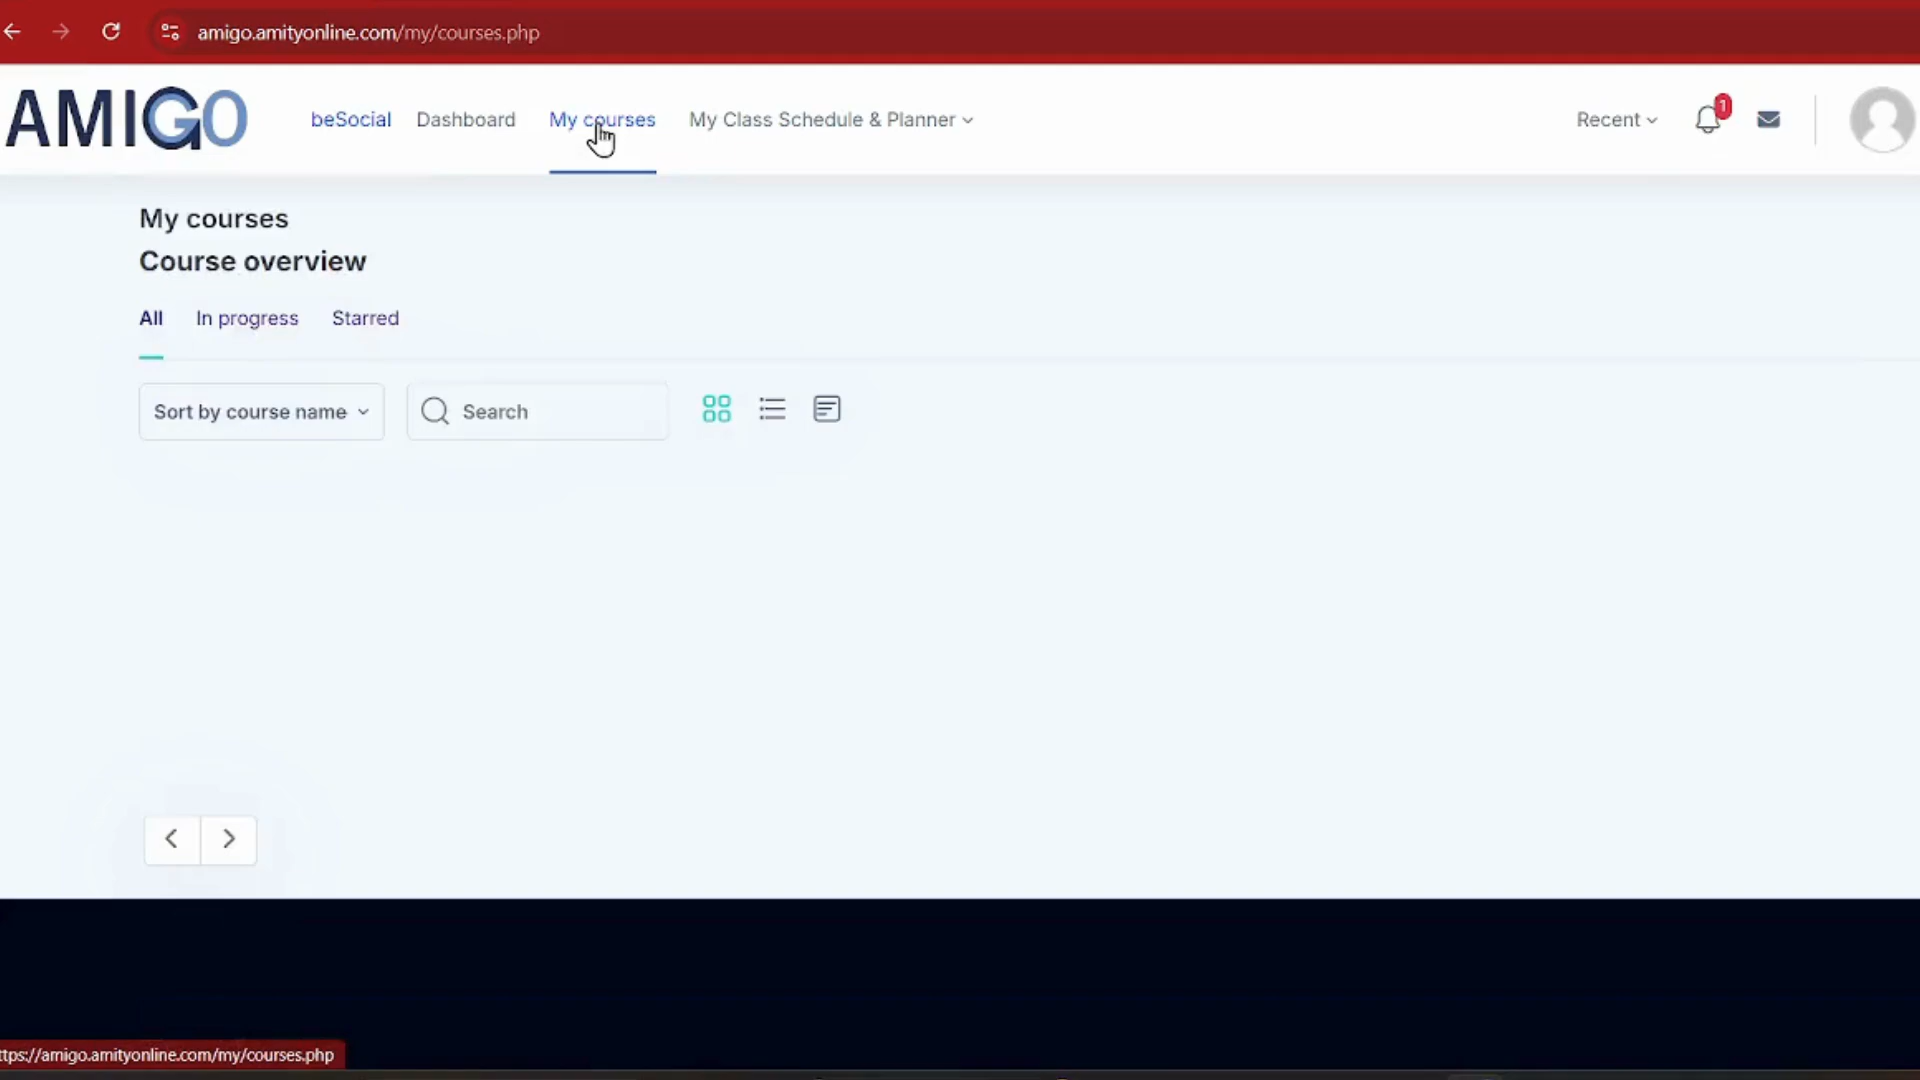 amigo.amityonline.com/my/courses.php
AMIGO
beSocial Dashboard My courses My Class Schedule & Planner Recent 1
My courses
Course overview
All In progress Starred
Sort by course name Search
ttps://amigo.amityonline.com/my/courses.php